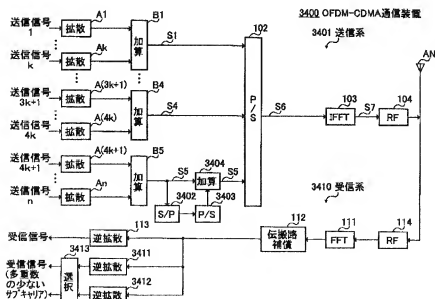 3400 OFDM-CDMA通信装置
3401 送信系
送信信号 1 拡散 A1 加算 B1 S1
送信信号 k 拡散 Ak
102 P/S
送信信号 3k+1 拡散 A(3k+1) 加算 B4 S4
送信信号 4k 拡散 A(4k)
S6 103 IFFT S7 104 RF AN
送信信号 4k+1 拡散 A(4k+1) 加算 B5 S5 3404 加算 S5
送信信号 n 拡散 An
S/P 3402 P/S 3403
3410 受信系
受信信号 113 逆拡散 112 伝搬路補償 111 FFT 114 RF
受信信号
(多重数
の少ない
サブキャリア)
3413 選択
逆拡散 3411
逆拡散 3412